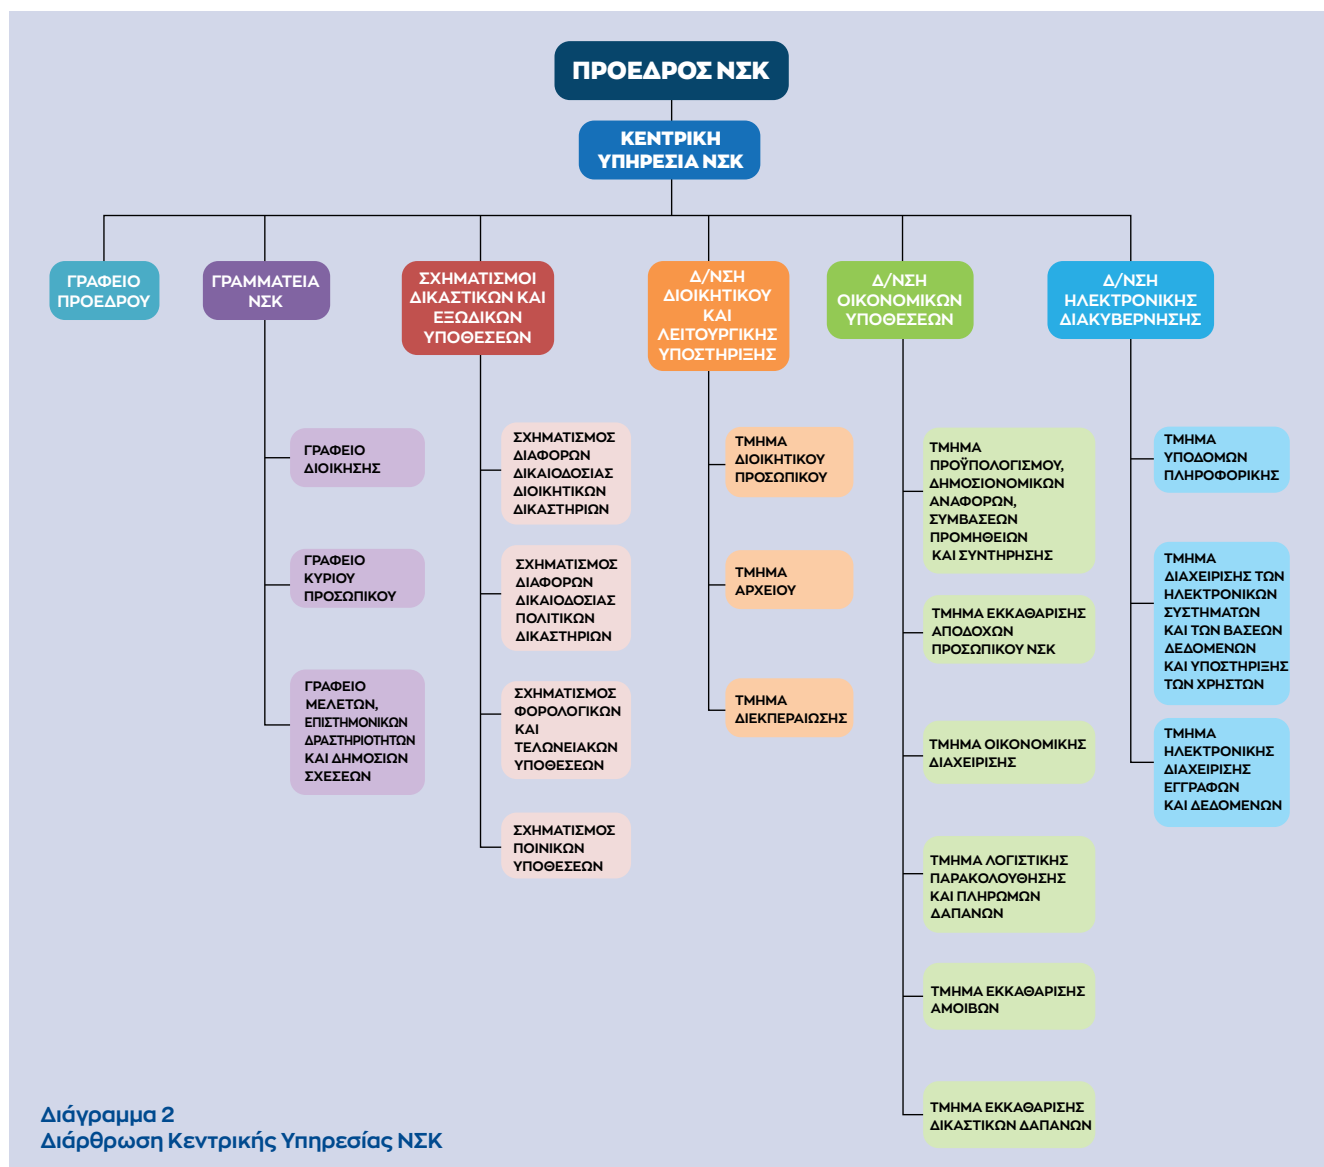 ΠΡΟΕΔΡΟΣ ΝΣΚ
ΚΕΝΤΡΙΚΗ
ΥΠΗΡΕΣΙΑ ΝΣΚ
ΓΡΑΦΕΙΟ
ΠΡΟΕΔΡΟΥ
ΓΡΑΜΜΑΤΕΙΑ
ΝΣΚ
ΓΡΑΦΕΙΟ
ΔΙΟΙΚΗΣΗΣ
ΓΡΑΦΕΙΟ
ΚΥΡΙΟΥ
ΠΡΟΣΩΠΙΚΟΥ
ΓΡΑΦΕΙΟ
ΜΕΛΕΤΩΝ,
ΕΠΙΣΤΗΜΟΝΙΚΩΝ
ΔΡΑΣΤΗΡΙΟΤΗΤΩΝ
ΚΑΙ ΔΗΜΟΣΙΩΝ
ΣΧΕΣΕΩΝ
ΣΧΗΜΑΤΙΣΜΟΙ
ΔΙΚΑΣΤΙΚΩΝ ΚΑΙ
ΕΞΩΔΙΚΩΝ
ΥΠΟΘΕΣΕΩΝ
ΣΧΗΜΑΤΙΣΜΟΣ
ΔΙΑΦΟΡΩΝ
ΔΙΚΑΙΟΔΟΣΙΑΣ
ΔΙΟΙΚΗΤΙΚΩΝ
ΔΙΚΑΣΤΗΡΙΩΝ
ΣΧΗΜΑΤΙΣΜΟΣ
ΔΙΑΦΟΡΩΝ
ΔΙΚΑΙΟΔΟΣΙΑΣ
ΠΟΛΙΤΙΚΩΝ
ΔΙΚΑΣΤΗΡΙΩΝ
ΣΧΗΜΑΤΙΣΜΟΣ
ΦΟΡΟΛΟΓΙΚΩΝ
ΚΑΙ
ΤΕΛΩΝΕΙΑΚΩΝ
ΥΠΟΘΕΣΕΩΝ
ΣΧΗΜΑΤΙΣΜΟΣ
ΠΟΙΝΙΚΩΝ
ΥΠΟΘΕΣΕΩΝ
Δ/ΝΣΗ
ΔΙΟΙΚΗΤΙΚΟΥ
ΚΑΙ
ΛΕΙΤΟΥΡΓΙΚΗΣ
ΥΠΟΣΤΗΡΙΞΗΣ
ΤΜΗΜΑ
ΔΙΟΙΚΗΤΙΚΟΥ
ΠΡΟΣΩΠΙΚΟΥ
ΤΜΗΜΑ
ΑΡΧΕΙΟΥ
ΤΜΗΜΑ
ΔΙΕΚΠΕΡΑΙΩΣΗΣ
Δ/ΝΣΗ
ΟΙΚΟΝΟΜΙΚΩΝ
ΥΠΟΘΕΣΕΩΝ
ΤΜΗΜΑ
ΠΡΟΫΠΟΛΟΓΙΣΜΟΥ,
ΔΗΜΟΣΙΟΝΟΜΙΚΩΝ
ΑΝΑΦΟΡΩΝ,
ΣΥΜΒΑΣΕΩΝ
ΠΡΟΜΗΘΕΙΩΝ
ΚΑΙ ΣΥΝΤΗΡΗΣΗΣ
ΤΜΗΜΑ ΕΚΚΑΘΑΡΙΣΗΣ
ΑΠΟΔΟΧΩΝ
ΠΡΟΣΩΠΙΚΟΥ ΝΣΚ
ΤΜΗΜΑ ΟΙΚΟΝΟΜΙΚΗΣ
ΔΙΑΧΕΙΡΙΣΗΣ
ΤΜΗΜΑ ΛΟΓΙΣΤΙΚΗΣ
ΠΑΡΑΚΟΛΟΥΘΗΣΗΣ
ΚΑΙ ΠΛΗΡΩΜΩΝ
ΔΑΠΑΝΩΝ
ΤΜΗΜΑ ΕΚΚΑΘΑΡΙΣΗΣ
ΑΜΟΙΒΩΝ
ΤΜΗΜΑ ΕΚΚΑΘΑΡΙΣΗΣ
ΔΙΚΑΣΤΙΚΩΝ ΔΑΠΑΝΩΝ
Δ/ΝΣΗ
ΗΛΕΚΤΡΟΝΙΚΗΣ
ΔΙΑΚΥΒΕΡΝΗΣΗΣ
ΤΜΗΜΑ
ΥΠΟΔΟΜΩΝ
ΠΛΗΡΟΦΟΡΙΚΗΣ
ΤΜΗΜΑ
ΔΙΑΧΕΙΡΙΣΗΣ ΤΩΝ
ΗΛΕΚΤΡΟΝΙΚΩΝ
ΣΥΣΤΗΜΑΤΩΝ
ΚΑΙ ΤΩΝ ΒΑΣΕΩΝ
ΔΕΔΟΜΕΝΩΝ
ΚΑΙ ΥΠΟΣΤΗΡΙΞΗΣ
ΤΩΝ ΧΡΗΣΤΩΝ
ΤΜΗΜΑ
ΗΛΕΚΤΡΟΝΙΚΗΣ
ΔΙΑΧΕΙΡΙΣΗΣ
ΕΓΓΡΑΦΩΝ
ΚΑΙ ΔΕΔΟΜΕΝΩΝ
Διάγραμμα 2
Διάρθρωση Κεντρικής Υπηρεσίας ΝΣΚ